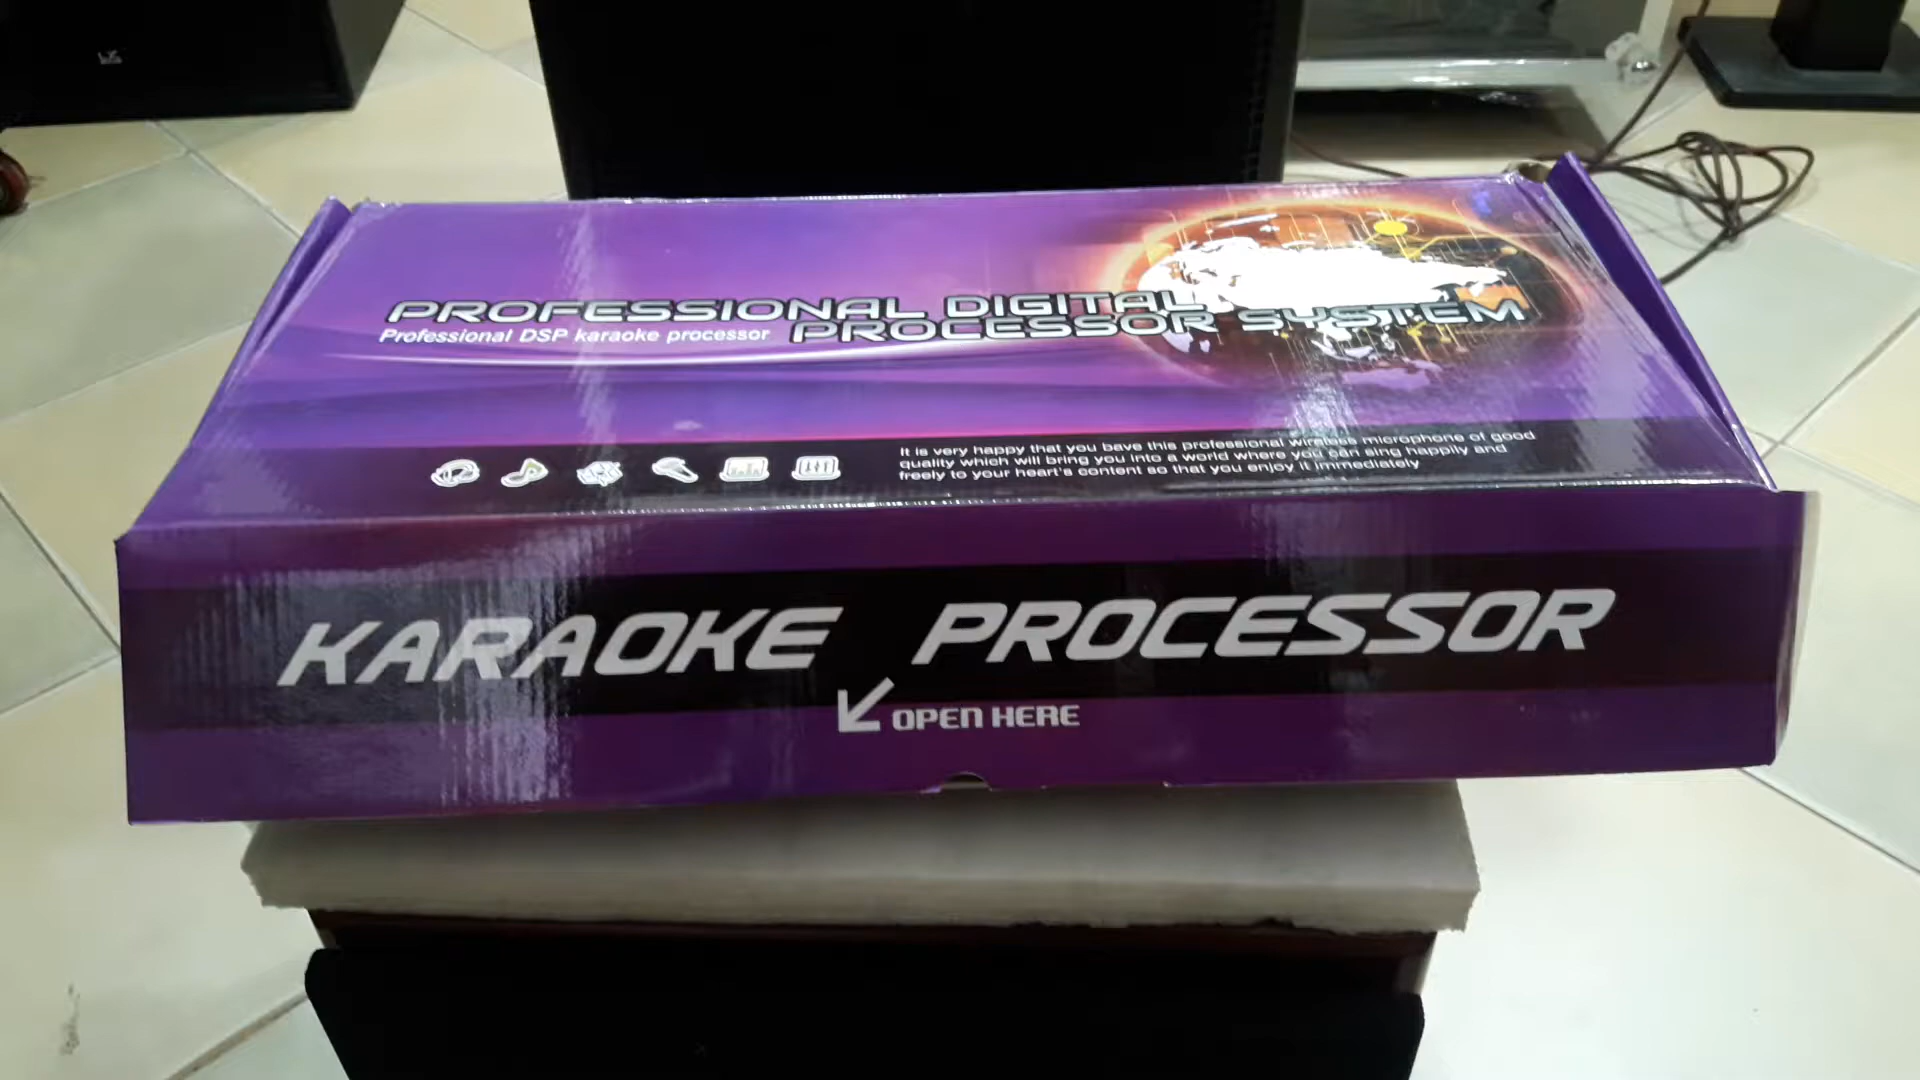 PROFESSIONAL DIGITAL
Professional DSP karaoke processor PROCESSOR SYSTEM
It is very happy that you bave this professional wireless microphone of good
quality which will bring you into a world where you can sing happily and
freely to your heart's content so that you enjoy it immediately
KARAOKE PROCESSOR
OPEN HERE